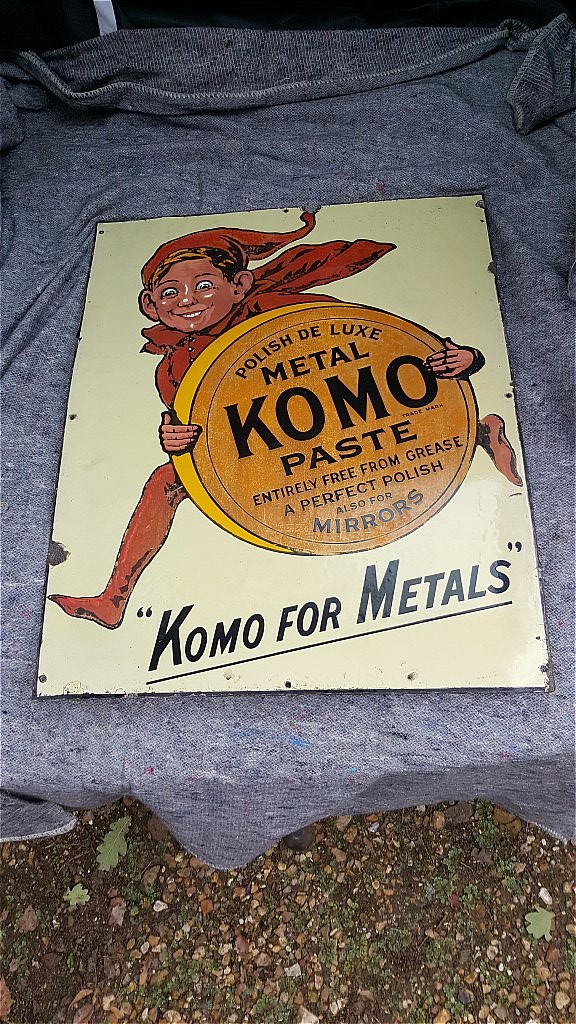 POLISH DE LUXE
METAL
KOMO
TRADE MARK
PASTE
ENTIRELY FREE FROM GREASE
A PERFECT POLISH
ALSO FOR
MIRRORS
"KOMO FOR METALS"